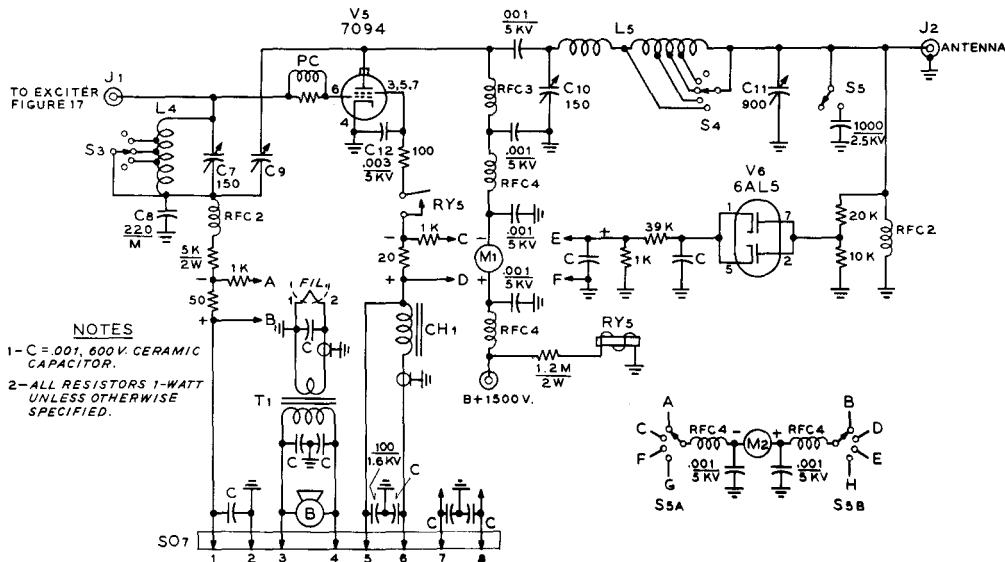 V5
7094
.001
5KV
L5
J2
ANTENNA
J1
TO EXCITER
FIGURE 17
PC
6
3,5,7
4
L4
S3
C7
150
C9
C8
220
M
RFC 2
5K
2W
1K
A
50
B
C12
.003
5KV
100
RY5
1K
C
20
D
CH1
RFC3
C10
150
.001
5KV
RFC4
.001
5KV
M1
.001
5KV
RFC4
1.2M
2W
RY5
B+1500V.
S4
C11
900
S5
1000
2.5KV
V6
6AL5
1
7
5
2
20K
10K
RFC2
39K
1K
E
F
C
C
- +
NOTES
1-C=.001, 600V. CERAMIC
CAPACITOR.
2-ALL RESISTORS 1-WATT
UNLESS OTHERWISE
SPECIFIED.
FIL.
1 2
C
T1
C C
B
100
1.6KV
C
C
C C
SO7
1 2 3 4 5 6 7 8
A
C
F
G
S5A
RFC4
- M2 +
RFC4
.001
5KV
.001
5KV
B
D
E
H
S5B